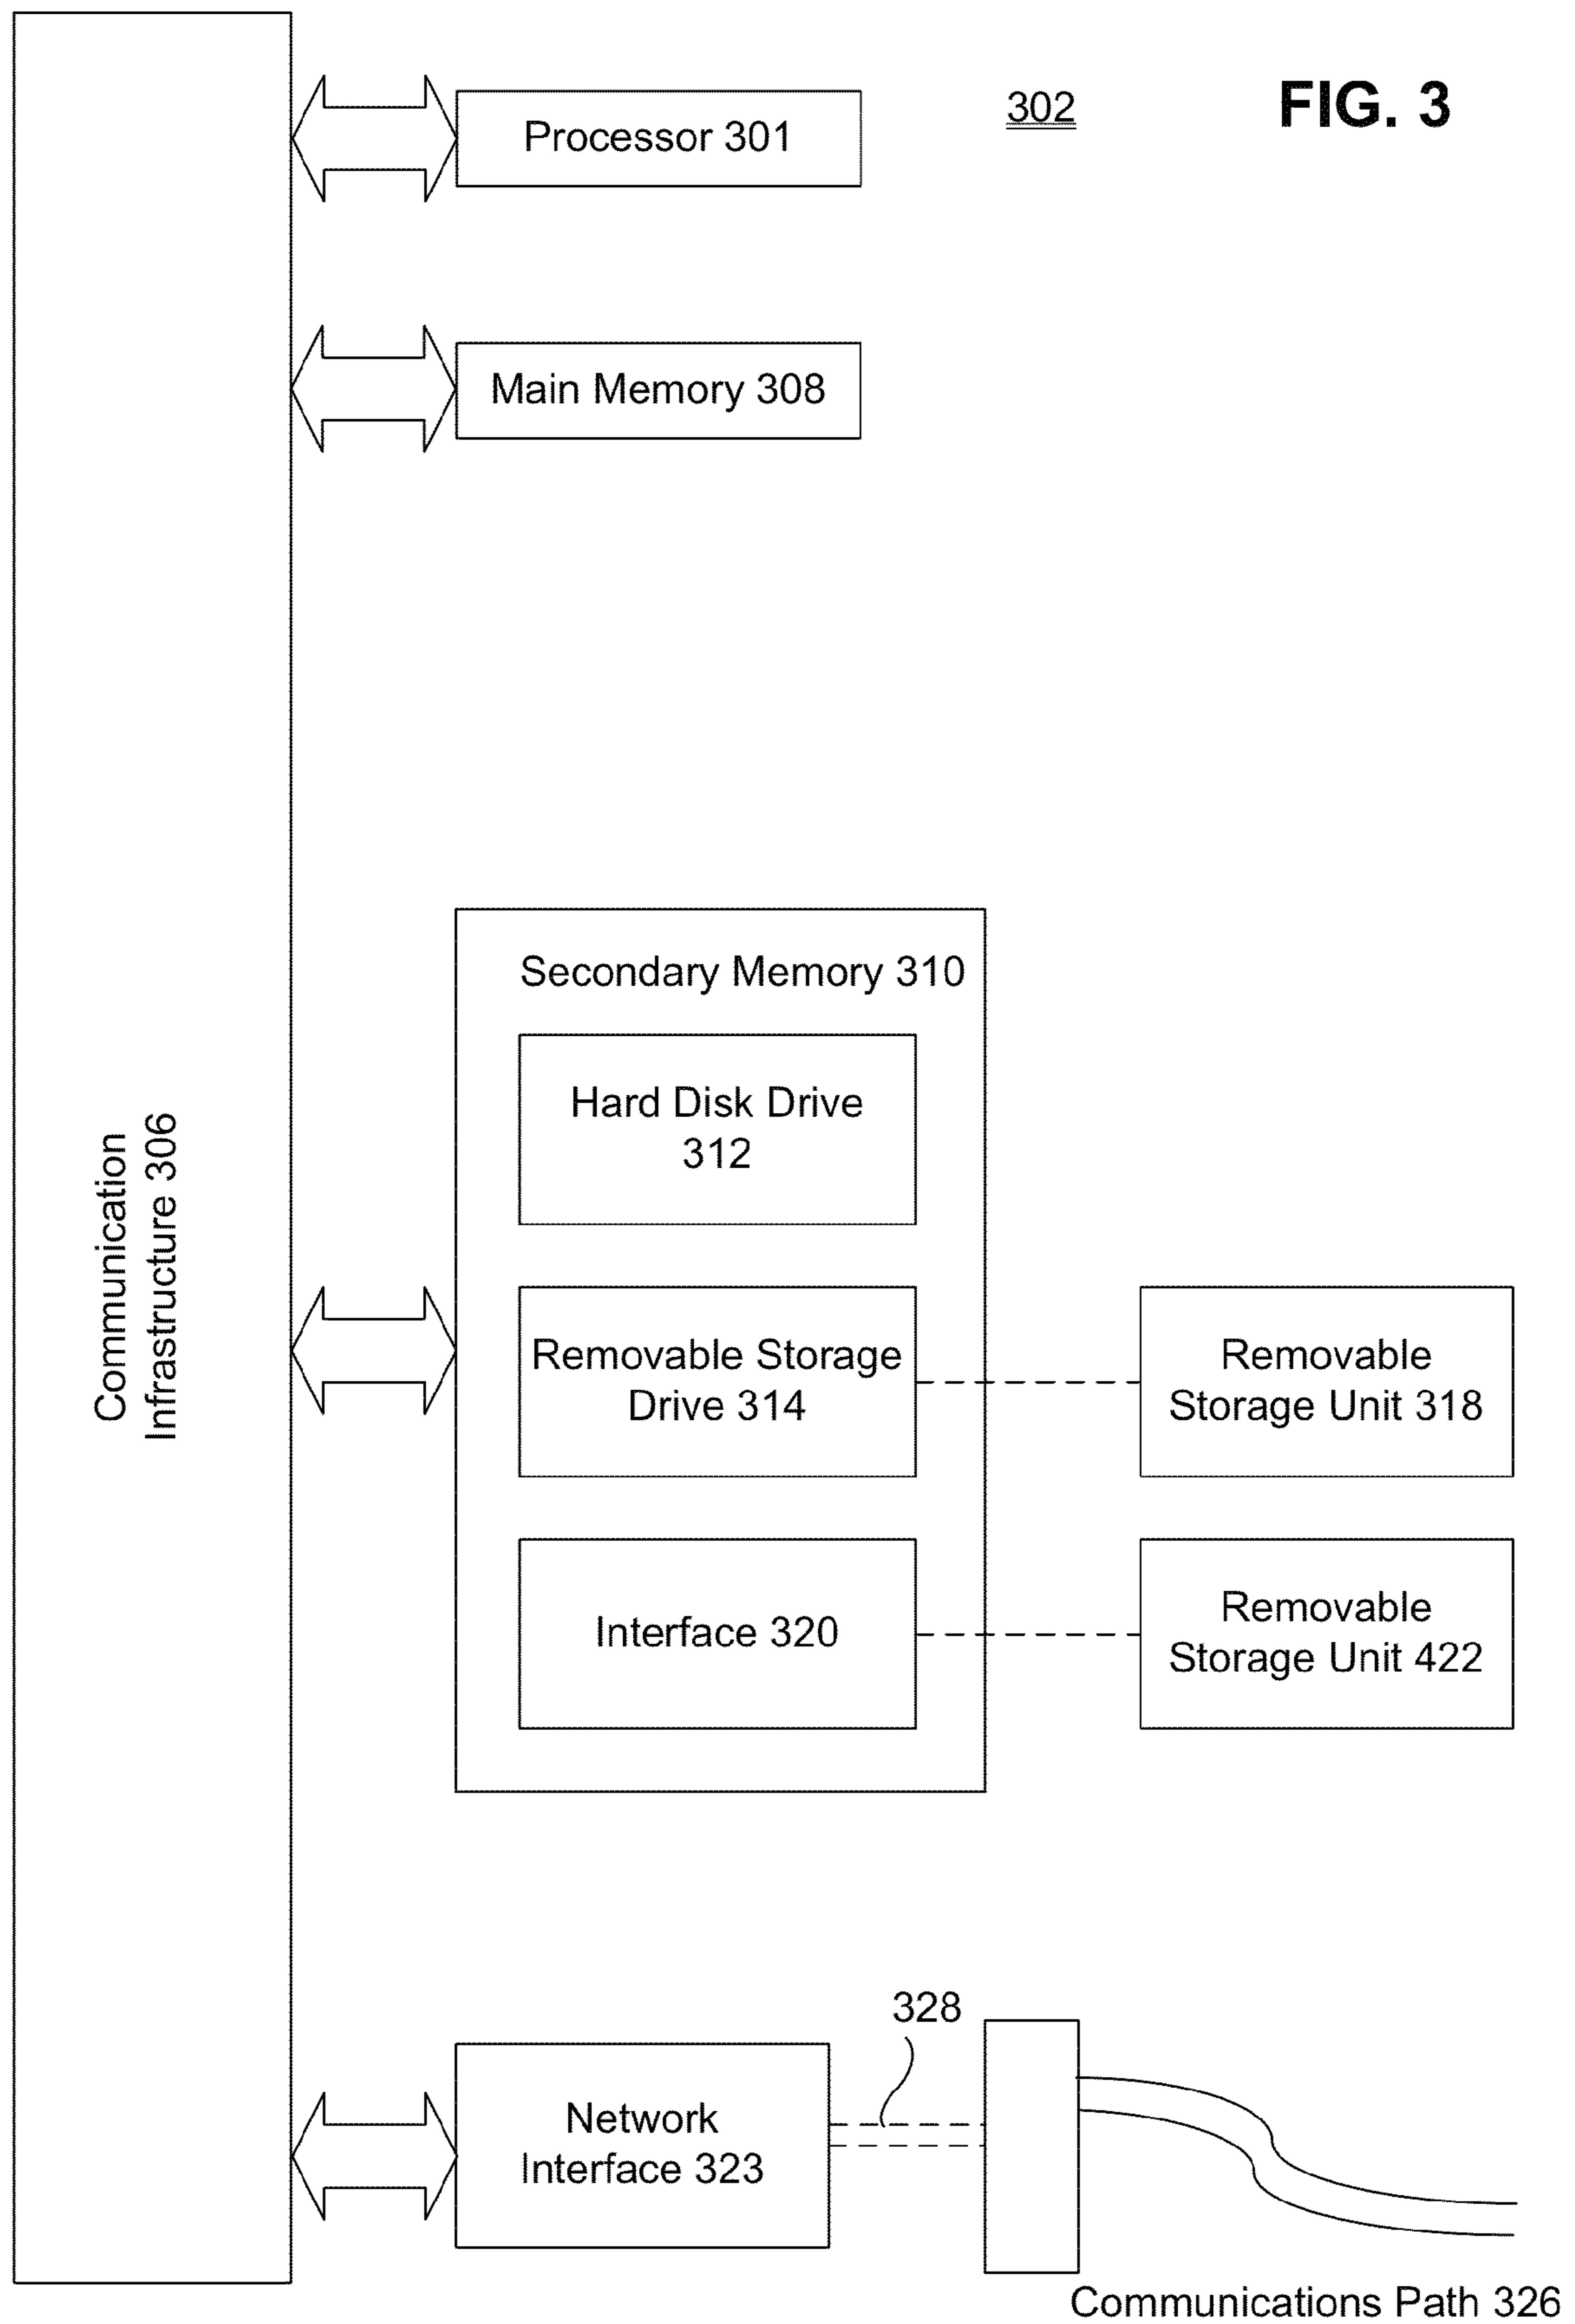 302
FIG. 3
Processor 301
Main Memory 308
Communication
Infrastructure 306
Secondary Memory 310
Hard Disk Drive
312
Removable Storage
Drive 314
Removable
Storage Unit 318
Interface 320
Removable
Storage Unit 422
328
Network
Interface 323
Communications Path 326